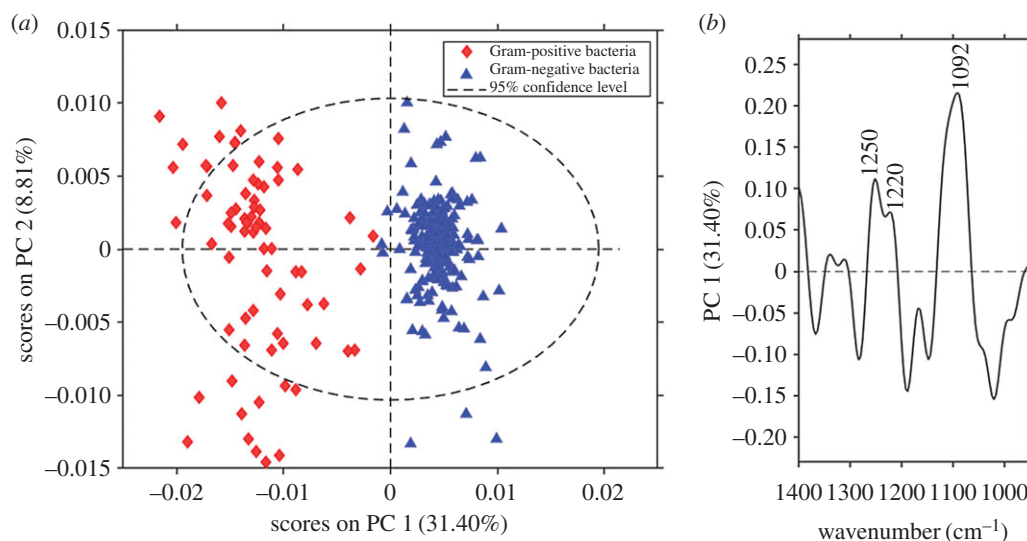 (a)
0.015
0.010
0.005
0
–0.005
–0.010
–0.015
scores on PC 2 (8.81%)
Gram-positive bacteria
Gram-negative bacteria
95% confidence level
–0.02
–0.01
0
0.01
0.02
scores on PC 1 (31.40%)
(b)
0.25
0.20
0.15
0.10
0.05
0
–0.05
–0.10
–0.15
–0.20
PC 1 (31.40%)
1250
1220
1092
1400 1300 1200 1100 1000
wavenumber (cm–1)